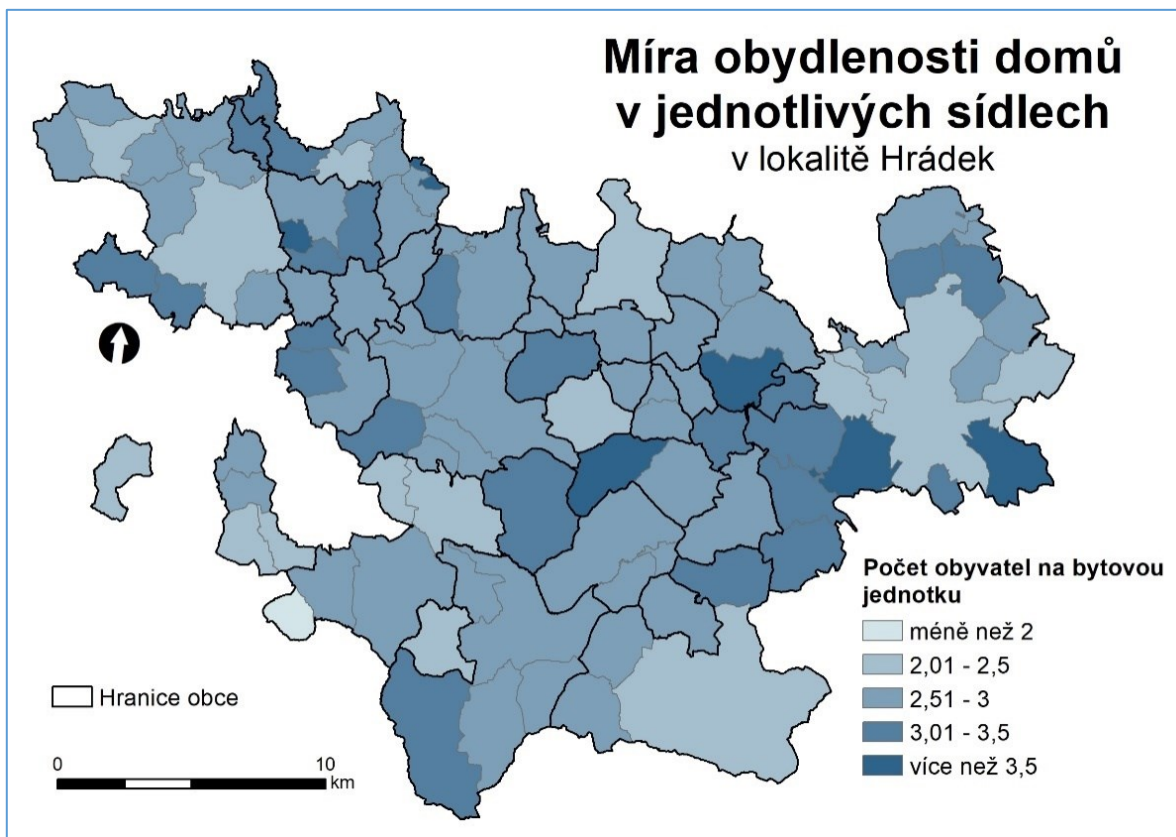 Míra obydlenosti domů
v jednotlivých sídlech
v lokalitě Hrádek
Počet obyvatel na bytovou
jednotku
méně než 2
2,01 - 2,5
2,51 - 3
3,01 - 3,5
více než 3,5
Hranice obce
0 10
km